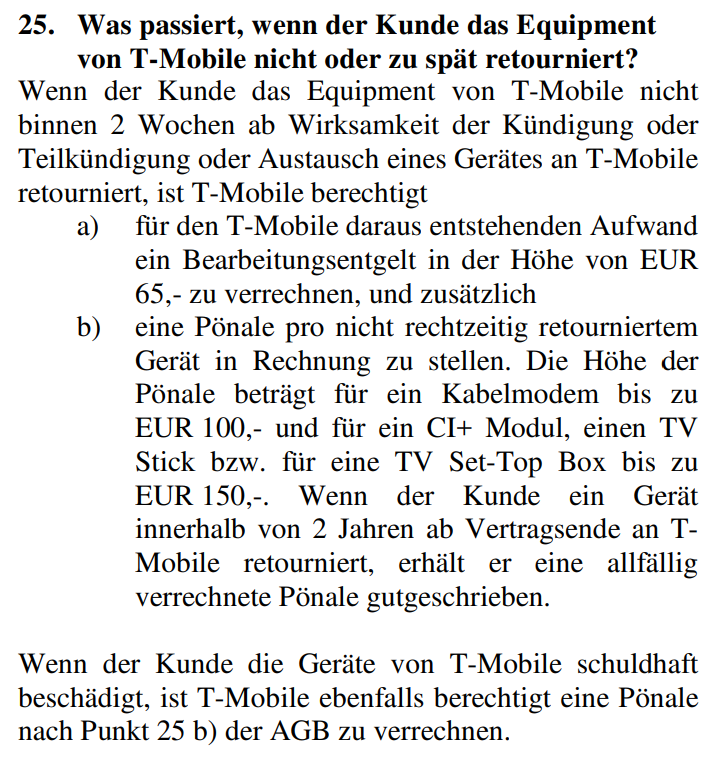 25. Was passiert, wenn der Kunde das Equipment
von T-Mobile nicht oder zu spät retourniert?
Wenn der Kunde das Equipment von T-Mobile nicht
binnen 2 Wochen ab Wirksamkeit der Kündigung oder
Teilkündigung oder Austausch eines Gerätes an T-Mobile
retourniert, ist T-Mobile berechtigt
a) für den T-Mobile daraus entstehenden Aufwand
ein Bearbeitungsentgelt in der Höhe von EUR
65,- zu verrechnen, und zusätzlich
b) eine Pönale pro nicht rechtzeitig retourniertem
Gerät in Rechnung zu stellen. Die Höhe der
Pönale beträgt für ein Kabelmodem bis zu
EUR 100,- und für ein CI+ Modul, einen TV
Stick bzw. für eine TV Set-Top Box bis zu
EUR 150,-. Wenn der Kunde ein Gerät
innerhalb von 2 Jahren ab Vertragsende an T-
Mobile retourniert, erhält er eine allfällig
verrechnete Pönale gutgeschrieben.
Wenn der Kunde die Geräte von T-Mobile schuldhaft
beschädigt, ist T-Mobile ebenfalls berechtigt eine Pönale
nach Punkt 25 b) der AGB zu verrechnen.